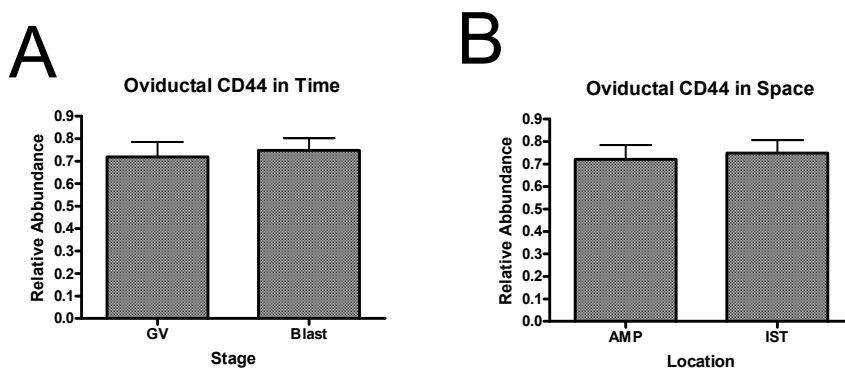 A
Oviductal CD44 in Time
Relative Abbundance
0.9
0.8
0.7
0.6
0.5
0.4
0.3
0.2
0.1
0.0
GV
Blast
Stage
B
Oviductal CD44 in Space
Relative Abbundance
0.9
0.8
0.7
0.6
0.5
0.4
0.3
0.2
0.1
0.0
AMP
IST
Location